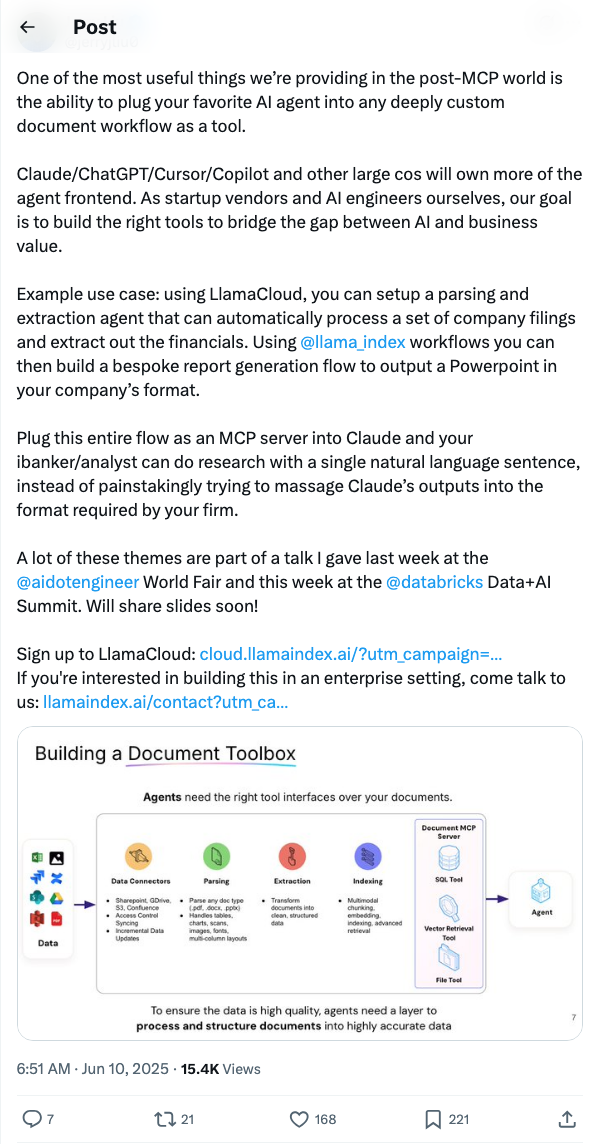 Post
One of the most useful things we're providing in the post-MCP world is
the ability to plug your favorite AI agent into any deeply custom
document workflow as a tool.
Claude/ChatGPT/Cursor/Copilot and other large cos will own more of the
agent frontend. As startup vendors and AI engineers ourselves, our goal
is to build the right tools to bridge the gap between AI and business
value.
Example use case: using LlamaCloud, you can setup a parsing and
extraction agent that can automatically process a set of company filings
and extract out the financials. Using @llama_index workflows you can
then build a bespoke report generation flow to output a Powerpoint in
your company's format.
Plug this entire flow as an MCP server into Claude and your
ibanker/analyst can do research with a single natural language sentence,
instead of painstakingly trying to massage Claude's outputs into the
format required by your firm.
A lot of these themes are part of a talk I gave last week at the
@aidotengineer World Fair and this week at the @databricks Data+AI
Summit. Will share slides soon!
Sign up to LlamaCloud: cloud.llamaindex.ai/?utm_campaign=...
If you're interested in building this in an enterprise setting, come talk to
us: llamaindex.ai/contact?utm_ca...
Building a Document Toolbox
Agents need the right tool interfaces over your documents.
Data
Data Connectors
• Sharepoint, GDrive,
S3, Confluence
• Access Control
Syncing
• Incremental Data
Updates
Parsing
• Parse any doc type
(.pdf, .docx, .pptx)
• Handles tables,
charts, scans,
images, fonts,
multi-column layouts
Extraction
• Transform
documents into
clean, structured
data
Indexing
• Multimodal
chunking,
embedding,
indexing, advanced
retrieval
Document MCP
Server
SQL Tool
Vector Retrieval
Tool
File Tool
Agent
To ensure the data is high quality, agents need a layer to
process and structure documents into highly accurate data
7
6:51 AM · Jun 10, 2025 · 15.4K Views
7
21
168
221